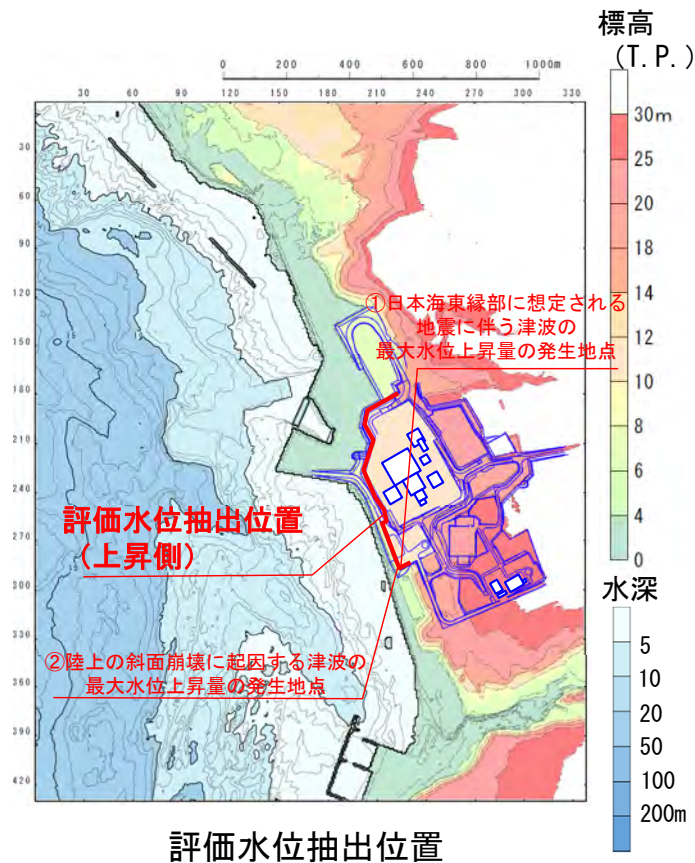 標高
(T.P.)
0 200 400 600 800 1000m
30 60 90 120 150 180 210 240 270 300 330
30
60
90
120
150
180
210
240
270
300
330
360
390
420
30m
25
20
18
14
12
10
8
6
4
0
①日本海東縁部に想定される
地震に伴う津波の
最大水位上昇量の発生地点
評価水位抽出位置
（上昇側）
②陸上の斜面崩壊に起因する津波の
最大水位上昇量の発生地点
水深
5
10
20
50
100
200m
評価水位抽出位置